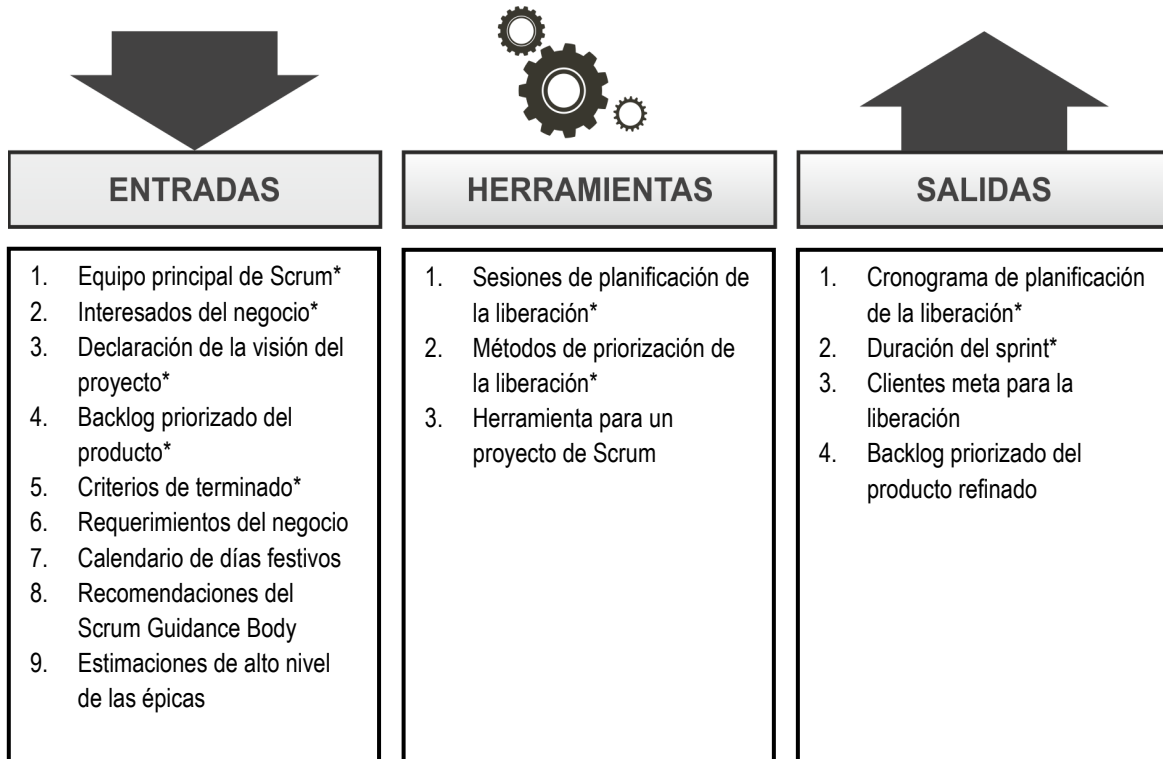 ENTRADAS
1. Equipo principal de Scrum*
2. Interesados del negocio*
3. Declaración de la visión del
proyecto*
4. Backlog priorizado del
producto*
5. Criterios de terminado*
6. Requerimientos del negocio
7. Calendario de días festivos
8. Recomendaciones del
Scrum Guidance Body
9. Estimaciones de alto nivel
de las épicas
HERRAMIENTAS
1. Sesiones de planificación de
la liberación*
2. Métodos de priorización de
la liberación*
3. Herramienta para un
proyecto de Scrum
SALIDAS
1. Cronograma de planificación
de la liberación*
2. Duración del sprint*
3. Clientes meta para la
liberación
4. Backlog priorizado del
producto refinado